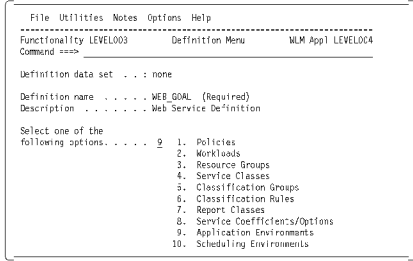 File Utilities Notes Options Help
Functionality LEVEL003 Definition Menu WLM Appl LEVEL004
Command ===>
Definition data set . . : none
Definition name . . . . . WEB_GOAL (Required)
Description . . . . . . . Web Service Definition
Select one of the
following options. . . . . 9 1. Policies
2. Workloads
3. Resource Groups
4. Service Classes
5. Classification Groups
6. Classification Rules
7. Report Classes
8. Service Coefficients/Options
9. Application Environments
10. Scheduling Environments